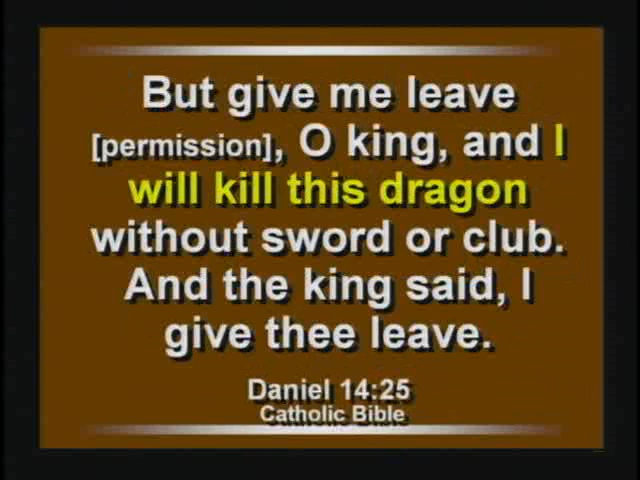 But give me leave
[permission], O king, and I
will kill this dragon
without sword or club.
And the king said, I
give thee leave.
Daniel 14:25
Catholic Bible